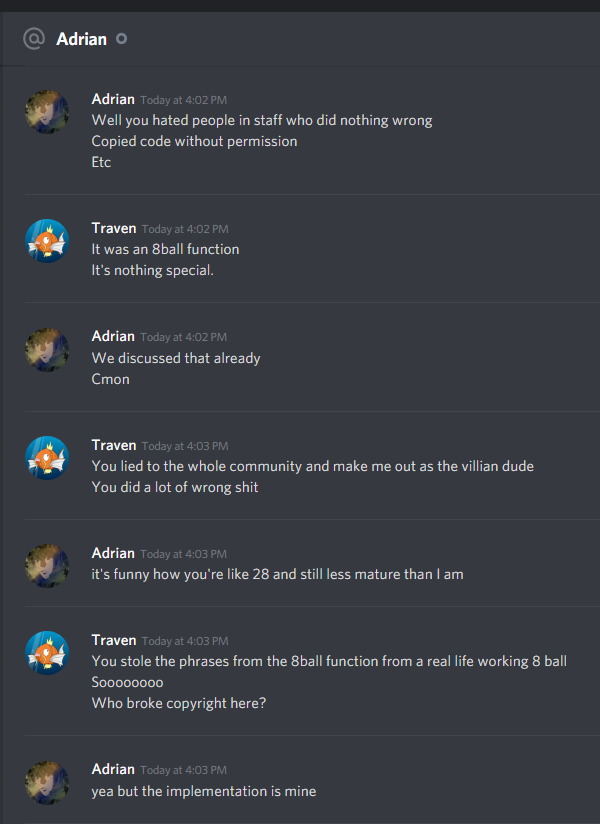 @ Adrian
Adrian Today at 4:02 PM
Well you hated people in staff who did nothing wrong
Copied code without permission
Etc
Traven Today at 4:02 PM
It was an 8ball function
It's nothing special.
Adrian Today at 4:02 PM
We discussed that already
Cmon
Traven Today at 4:03 PM
You lied to the whole community and make me out as the villian dude
You did a lot of wrong shit
Adrian Today at 4:03 PM
it's funny how you're like 28 and still less mature than I am
Traven Today at 4:03 PM
You stole the phrases from the 8ball function from a real life working 8 ball
Soooooooo
Who broke copyright here?
Adrian Today at 4:03 PM
yea but the implementation is mine